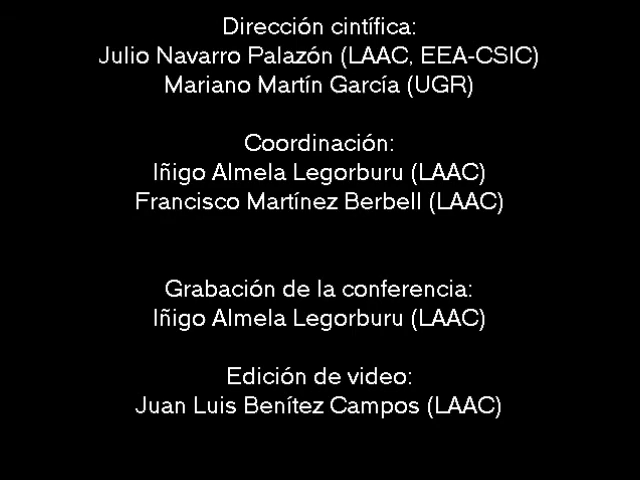 Dirección cintífica:
Julio Navarro Palazón (LAAC, EEA-CSIC)
Mariano Martín García (UGR)
Coordinación:
Iñigo Almela Legorburu (LAAC)
Francisco Martínez Berbell (LAAC)
Grabación de la conferencia:
Iñigo Almela Legorburu (LAAC)
Edición de video:
Juan Luis Benítez Campos (LAAC)